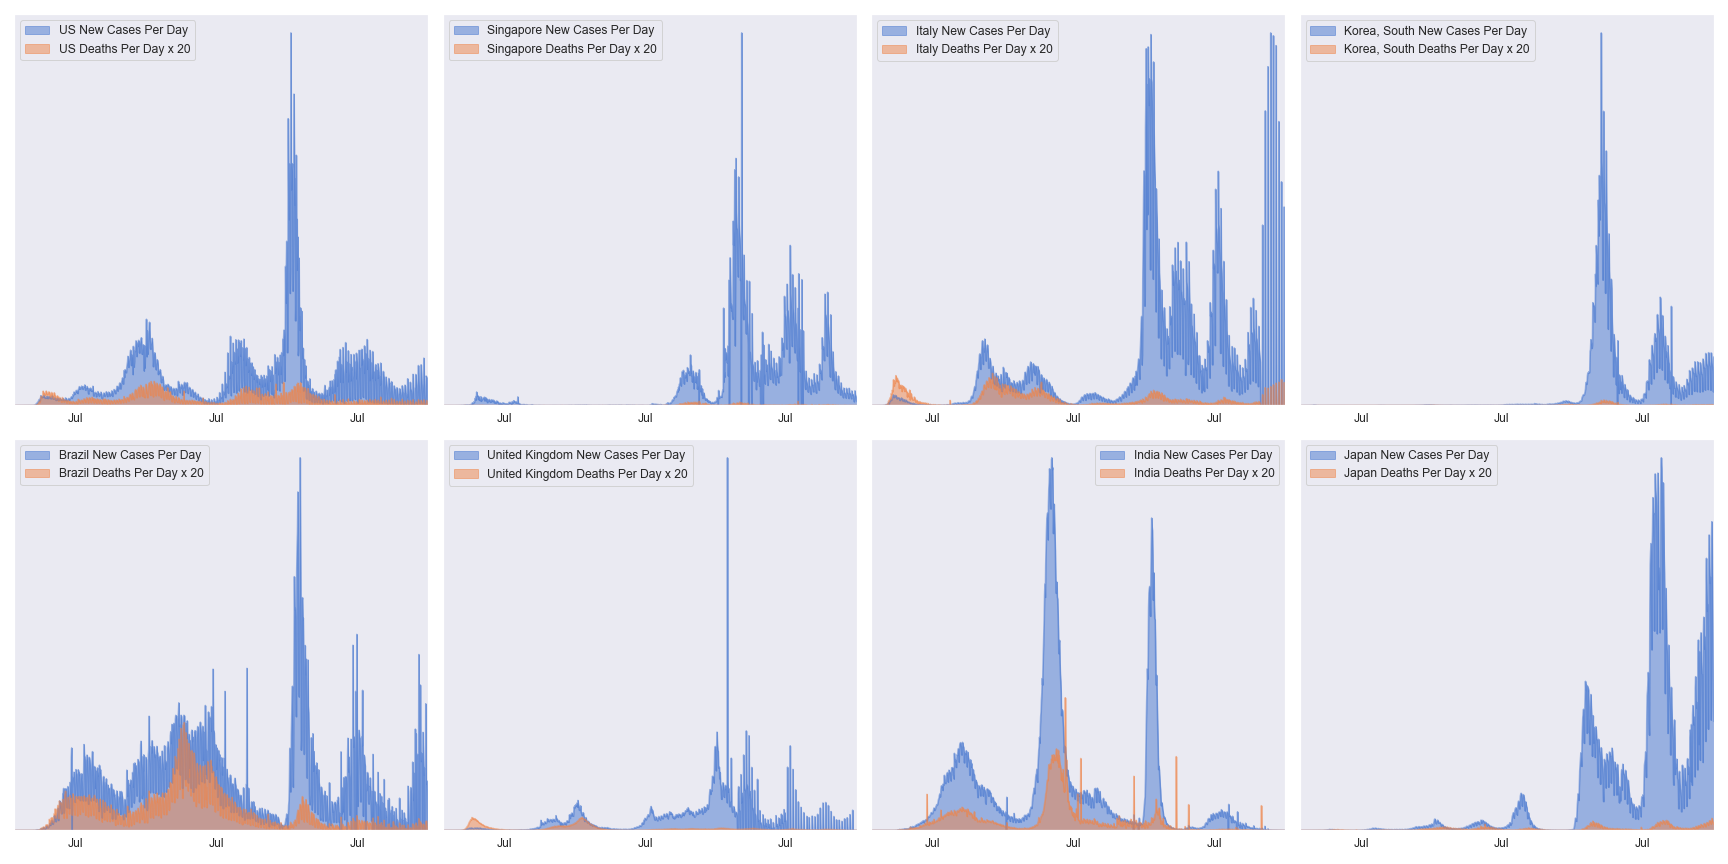 US New Cases Per Day
US Deaths Per Day x 20
Jul Jul Jul
Singapore New Cases Per Day
Singapore Deaths Per Day x 20
Jul Jul Jul
Italy New Cases Per Day
Italy Deaths Per Day x 20
Jul Jul Jul
Korea, South New Cases Per Day
Korea, South Deaths Per Day x 20
Jul Jul Jul
Brazil New Cases Per Day
Brazil Deaths Per Day x 20
Jul Jul Jul
United Kingdom New Cases Per Day
United Kingdom Deaths Per Day x 20
Jul Jul Jul
India New Cases Per Day
India Deaths Per Day x 20
Jul Jul Jul
Japan New Cases Per Day
Japan Deaths Per Day x 20
Jul Jul Jul